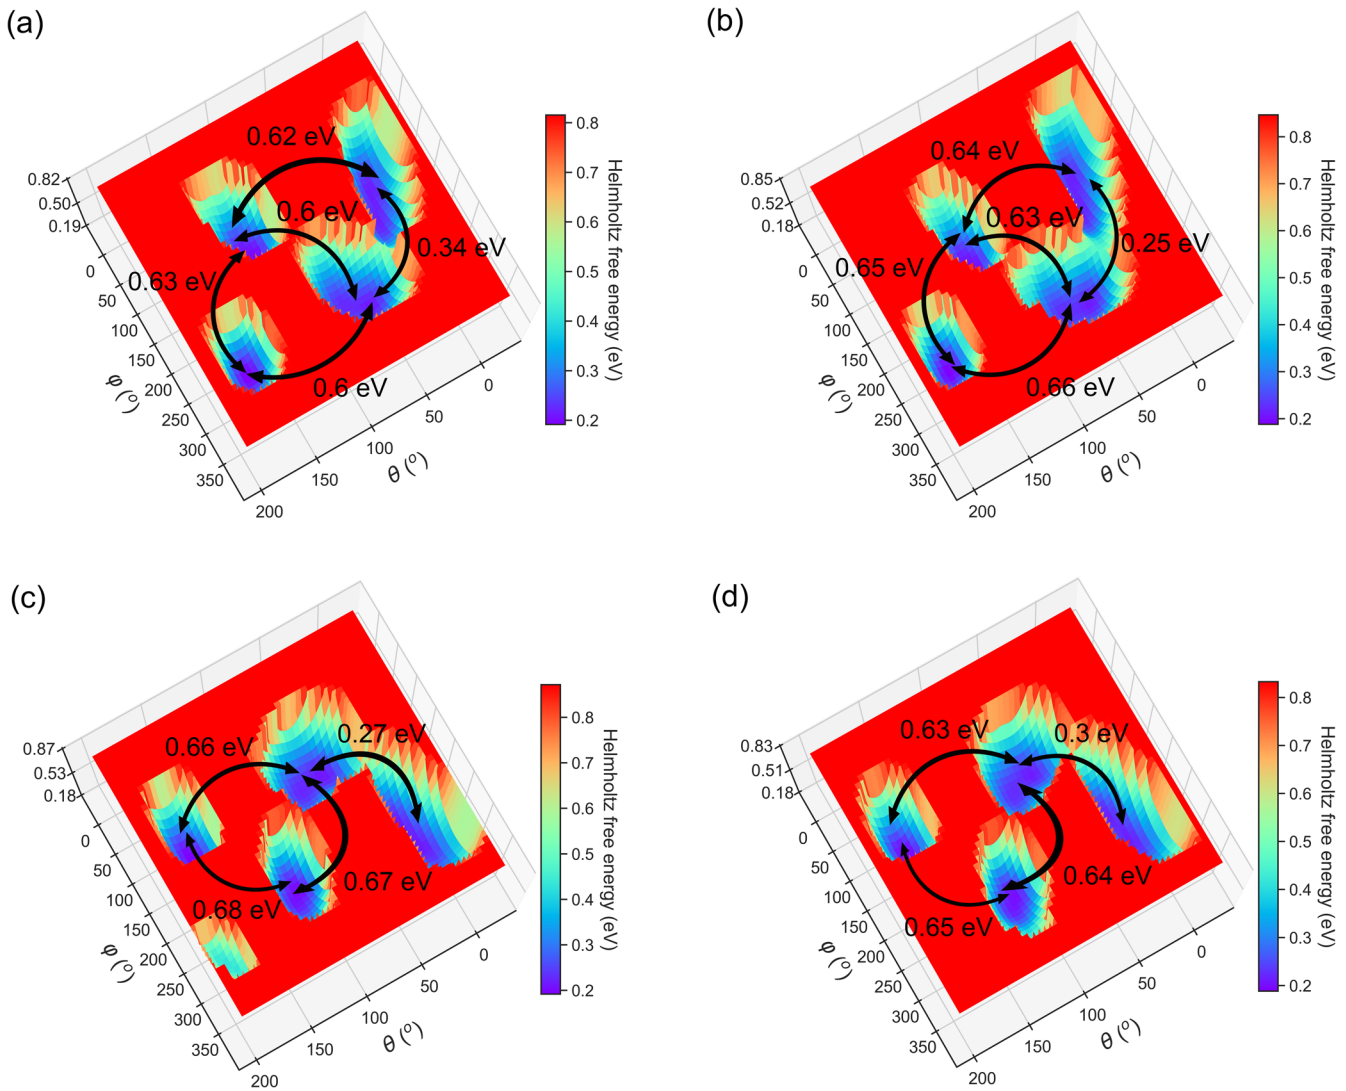 (a)
0.62 eV
0.6 eV
0.34 eV
0.63 eV
0.6 eV
0.82
0.50
0.19
0
50
100
150
200
250
300
350
φ (º)
200
150
100
50
0
θ (º)
0.8
0.7
0.6
0.5
0.4
0.3
0.2
Helmholtz free energy (eV)
(b)
0.64 eV
0.63 eV
0.25 eV
0.65 eV
0.66 eV
0.85
0.52
0.18
0
50
100
150
200
250
300
350
φ (º)
200
150
100
50
0
θ (º)
0.8
0.7
0.6
0.5
0.4
0.3
0.2
Helmholtz free energy (eV)
(c)
0.66 eV
0.27 eV
0.67 eV
0.68 eV
0.87
0.53
0.18
0
50
100
150
200
250
300
350
φ (º)
200
150
100
50
0
θ (º)
0.8
0.7
0.6
0.5
0.4
0.3
0.2
Helmholtz free energy (eV)
(d)
0.63 eV
0.3 eV
0.64 eV
0.65 eV
0.83
0.51
0.18
0
50
100
150
200
250
300
350
φ (º)
200
150
100
50
0
θ (º)
0.8
0.7
0.6
0.5
0.4
0.3
0.2
Helmholtz free energy (eV)